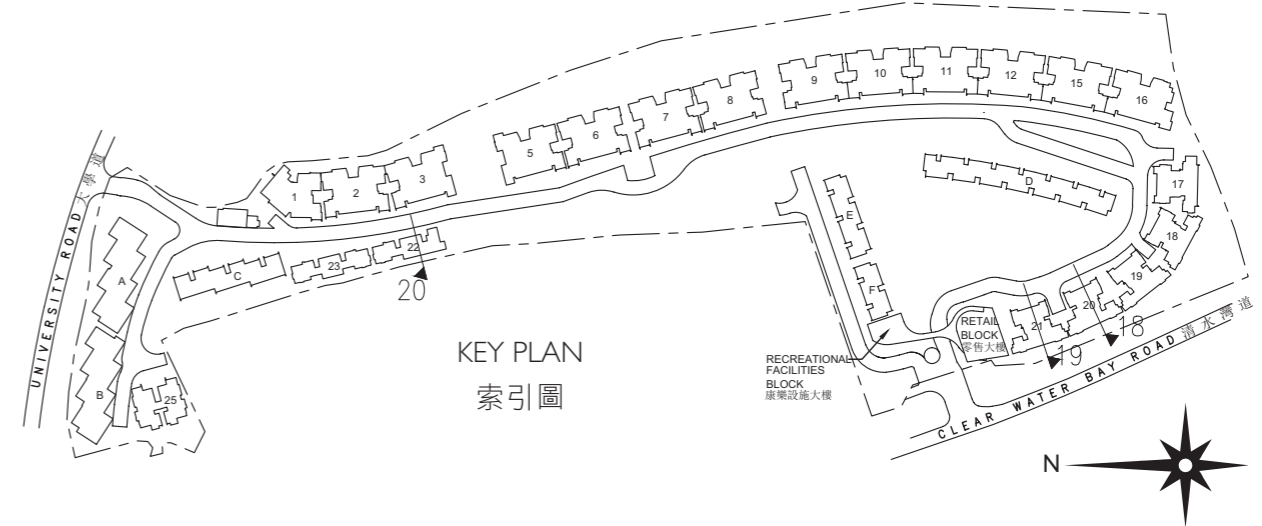 1
2
3
5
6
7
8
9
10
11
12
15
16
17
18
19
20
21
22
23
25
A
B
C
D
E
F
20
19
18
UNIVERSITY ROAD 大學道
KEY PLAN
索引圖
RETAIL
BLOCK
零售大樓
RECREATIONAL
FACILITIES
BLOCK
康樂設施大樓
CLEAR WATER BAY ROAD 清水灣道
N